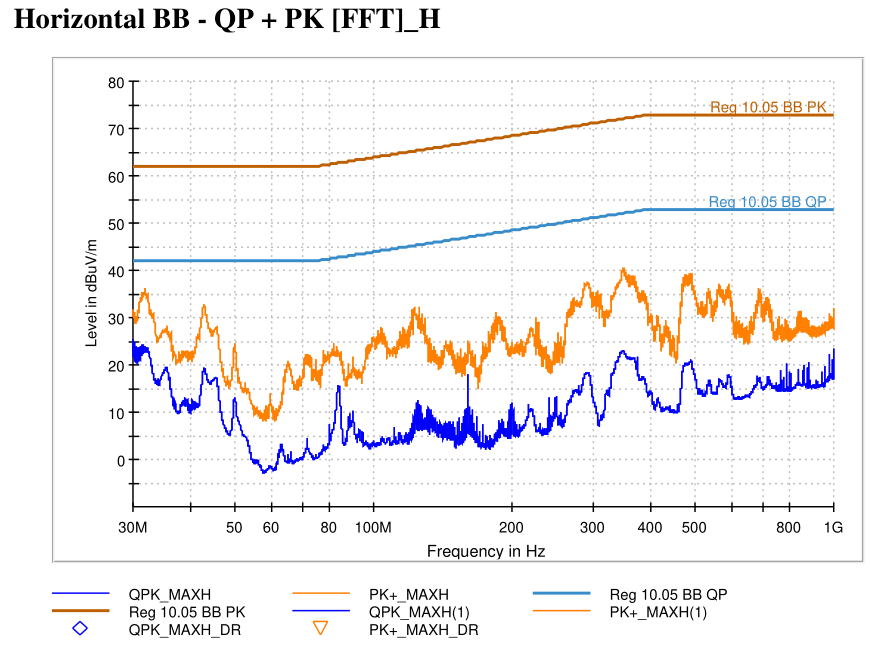 Horizontal BB - QP + PK [FFT]_H
80
70
60
50
40
30
20
10
0
Level in dBuV/m
Reg 10.05 BB PK
Reg 10.05 BB QP
30M 50 60 80 100M 200 300 400 500 800 1G
Frequency in Hz
QPK_MAXH PK+_MAXH Reg 10.05 BB QP
Reg 10.05 BB PK QPK_MAXH(1) PK+_MAXH(1)
QPK_MAXH_DR PK+_MAXH_DR